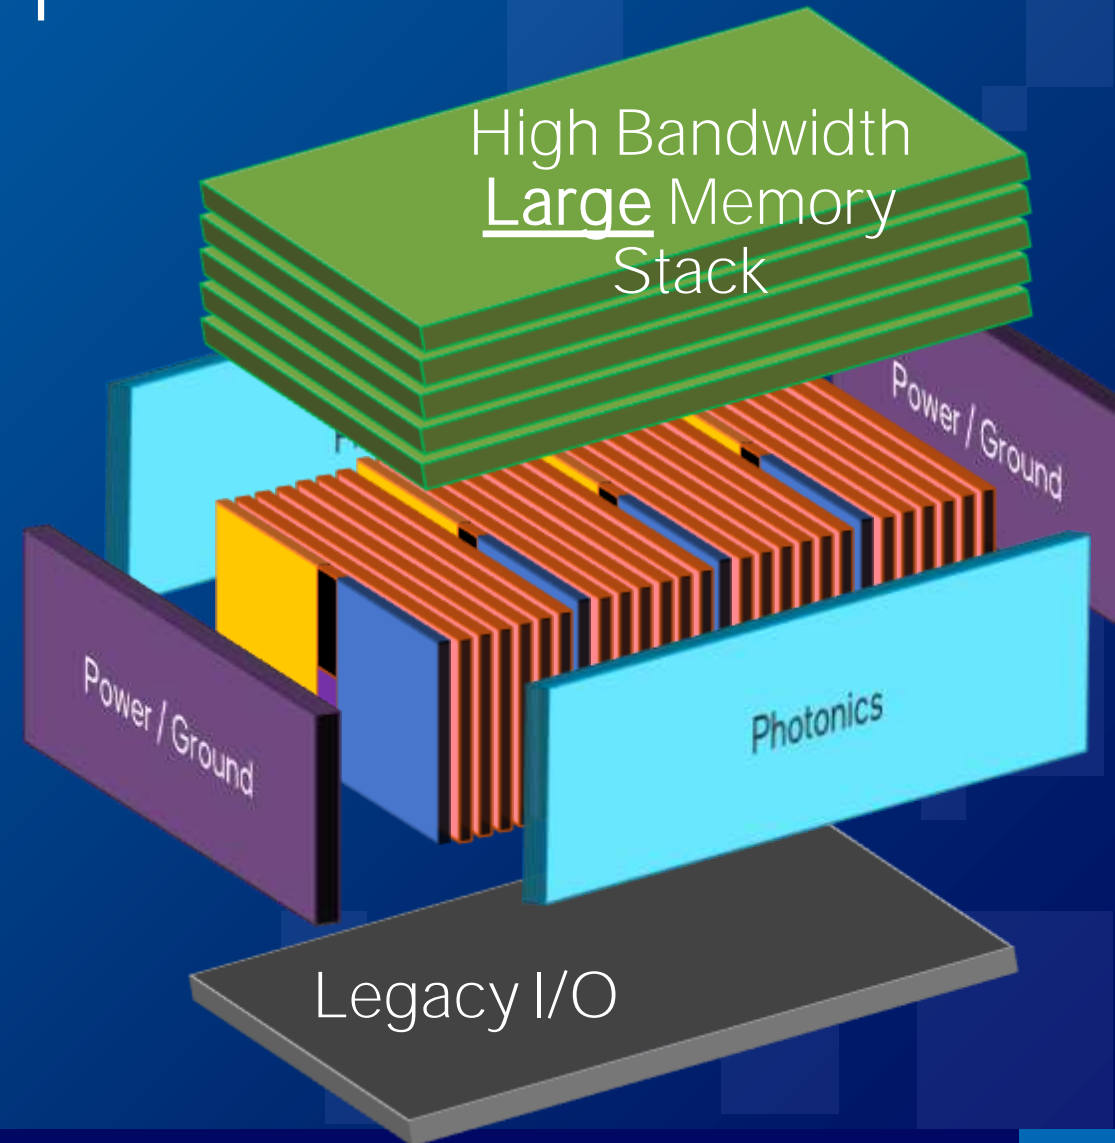 High Bandwidth
Large Memory
Stack
Power / Ground
Power / Ground
Photonics
Legacy I/O